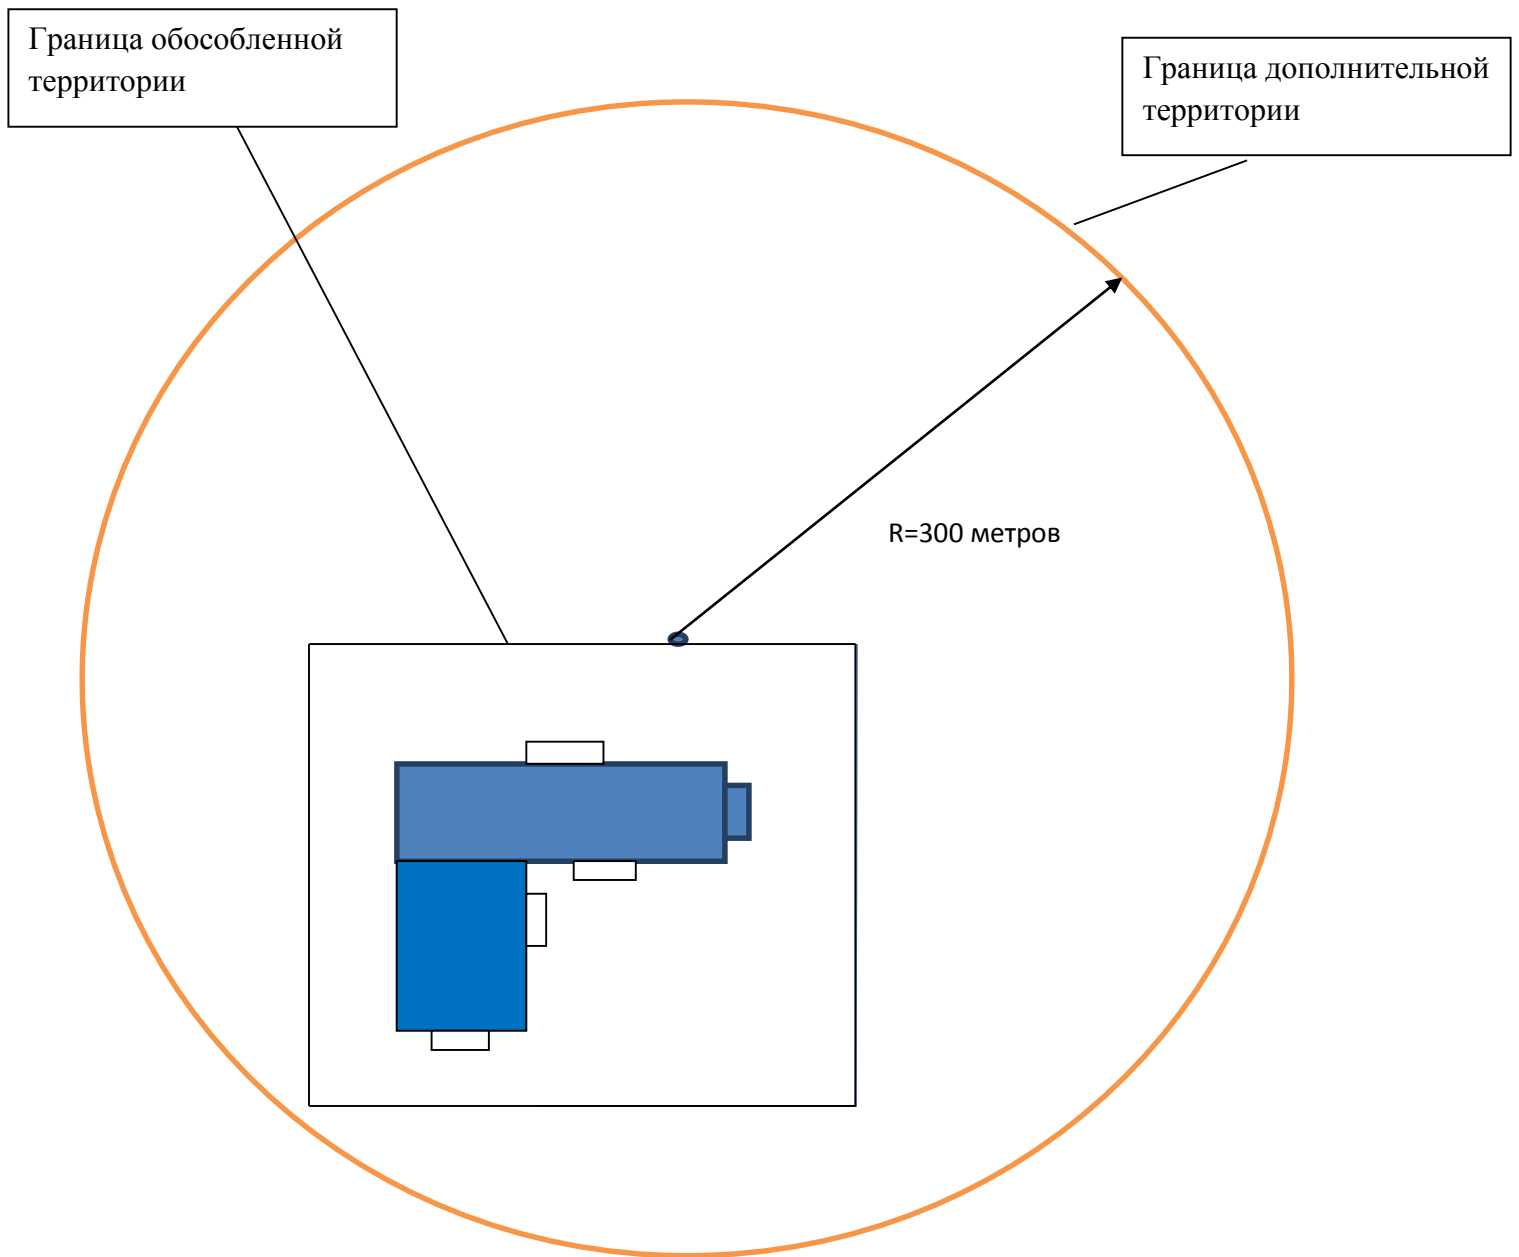 Граница обособленной
территории
Граница дополнительной
территории
R=300 метров